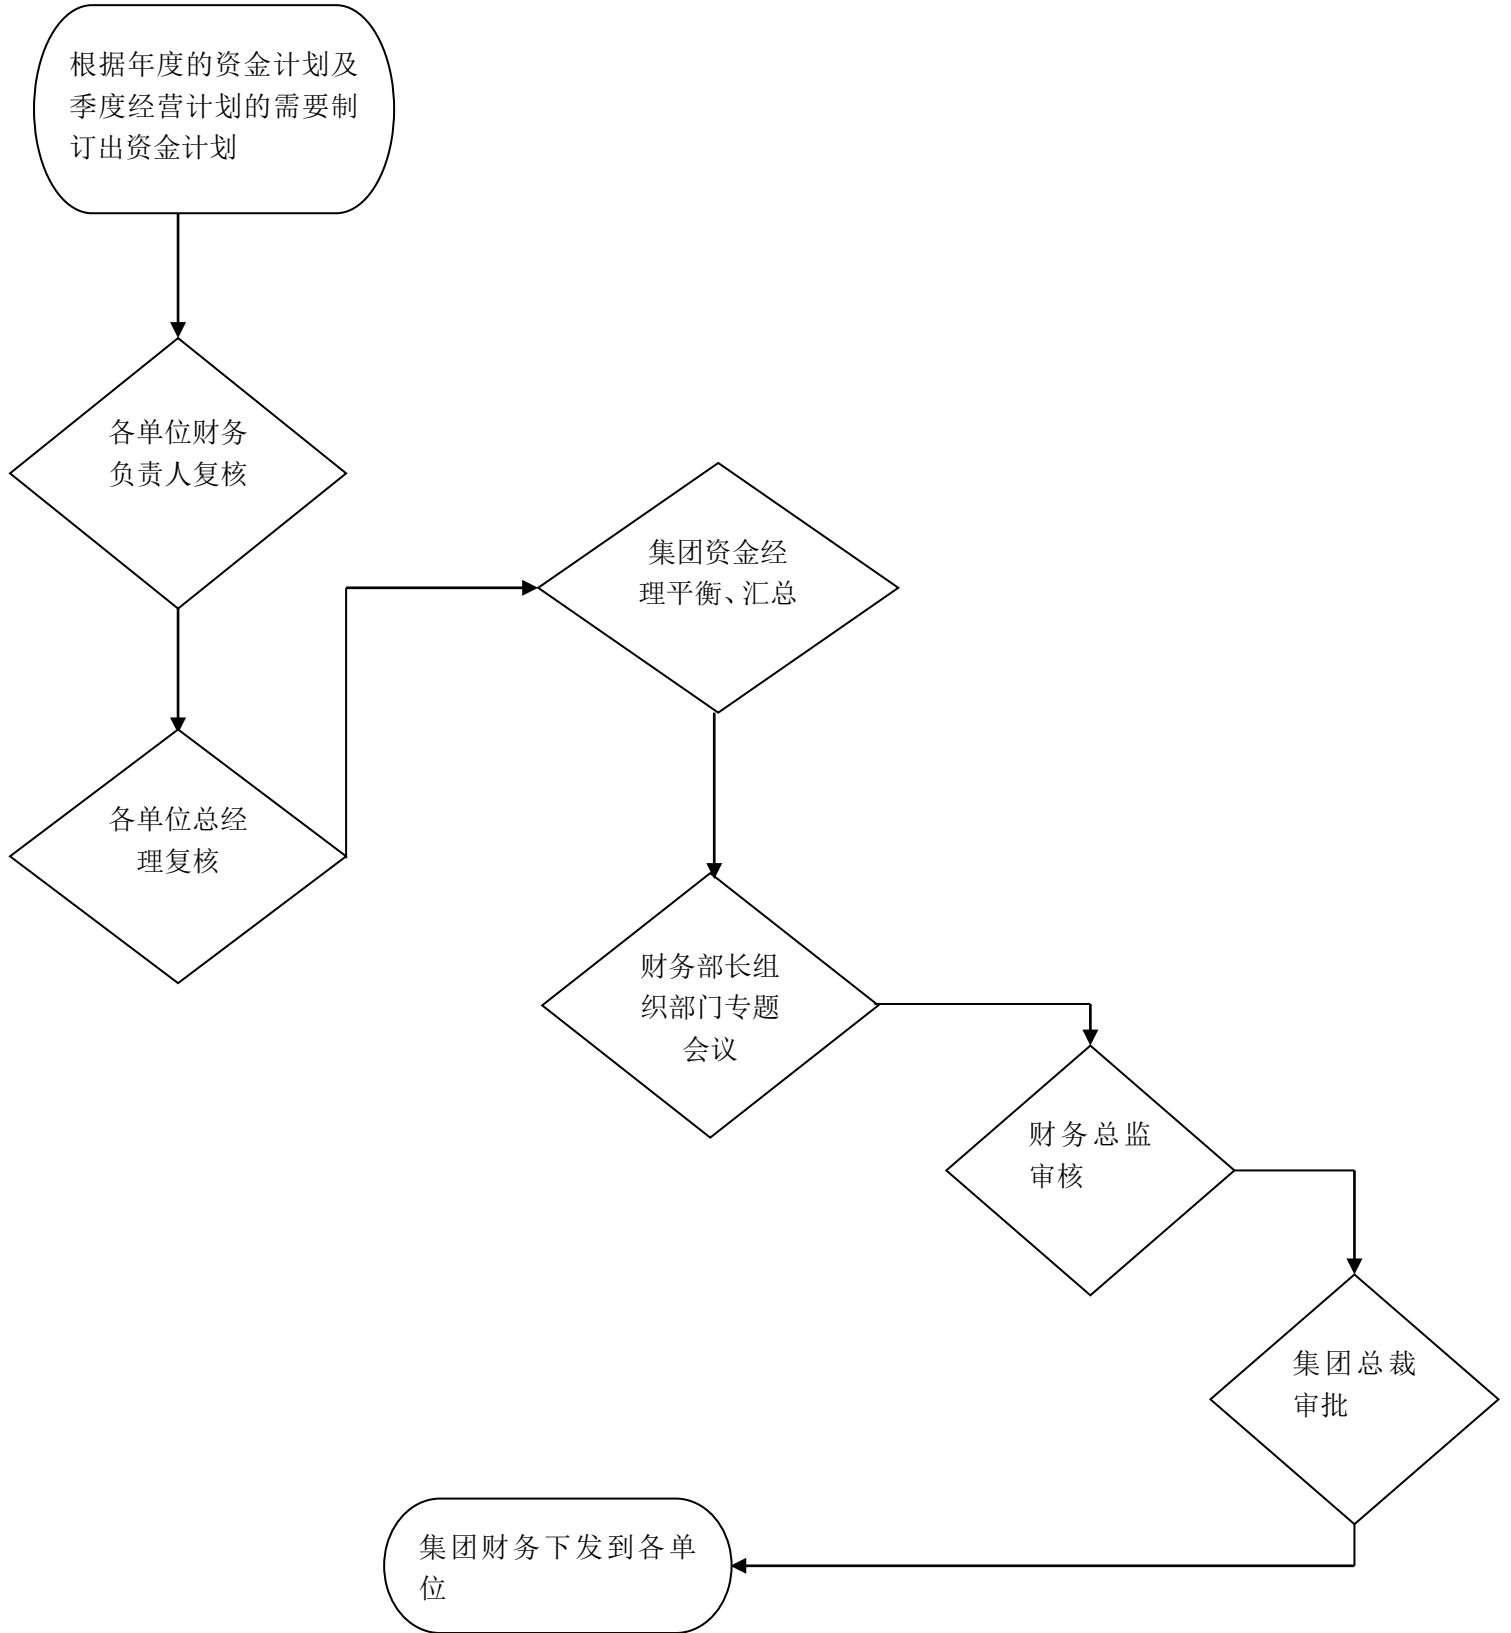 根据年度的资金计划及
季度经营计划的需要制
订出资金计划
各单位财务
负责人复核
集团资金经
理平衡、汇总
各单位总经
理复核
财务部长组
织部门专题
会议
财务总监
审核
集团总裁
审批
集团财务下发到各单
位